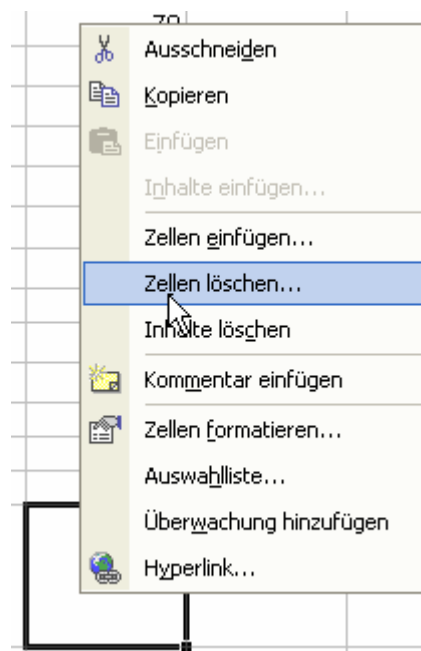 70
Ausschneiden
Kopieren
Einfügen
Inhalte einfügen...
Zellen einfügen...
Zellen löschen...
Inhalte löschen
Kommentar einfügen
Zellen formatieren...
Auswahlliste...
Überwachung hinzufügen
Hyperlink...